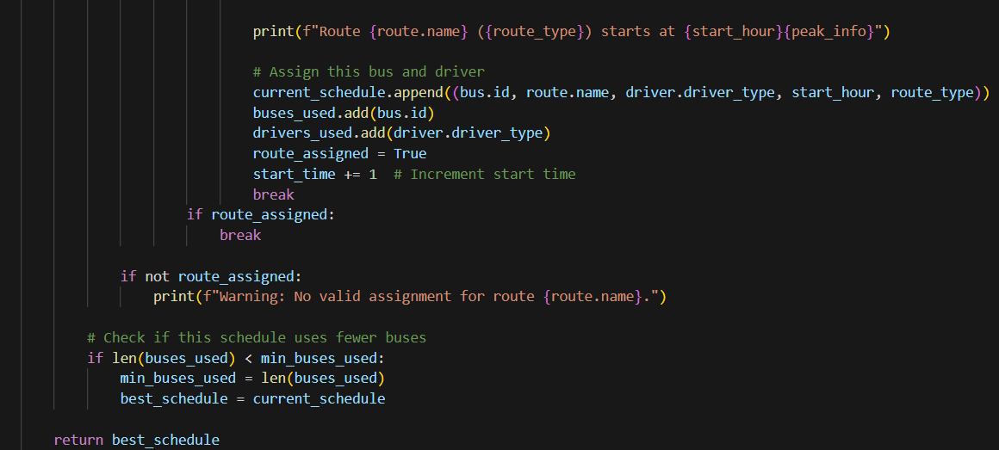 print(f"Route {route.name} ({route_type}) starts at {start_hour}{peak_info}")
# Assign this bus and driver
current_schedule.append((bus.id, route.name, driver.driver_type, start_hour, route_type))
buses_used.add(bus.id)
drivers_used.add(driver.driver_type)
route_assigned = True
start_time += 1  # Increment start time
break
if route_assigned:
break
if not route_assigned:
print(f"Warning: No valid assignment for route {route.name}.")
# Check if this schedule uses fewer buses
if len(buses_used) < min_buses_used:
min_buses_used = len(buses_used)
best_schedule = current_schedule
return best_schedule